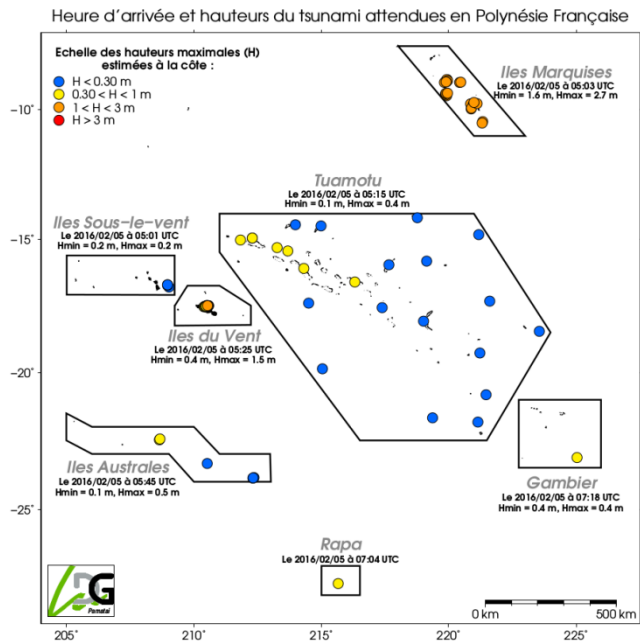 Heure d'arrivée et hauteurs du tsunami attendues en Polynésie Française
Echelle des hauteurs maximales (H)
estimées à la côte :
H < 0.30 m
0.30 < H < 1 m
1 < H < 3 m
H > 3 m
Iles Marquises
Le 2016/02/05 à 05:03 UTC
Hmin = 1.6 m, Hmax = 2.7 m
Tuamotu
Le 2016/02/05 à 05:15 UTC
Hmin = 0.1 m, Hmax = 0.4 m
Iles Sous-le-vent
Le 2016/02/05 à 05:01 UTC
Hmin = 0.2 m, Hmax = 0.2 m
Iles du Vent
Le 2016/02/05 à 05:25 UTC
Hmin = 0.4 m, Hmax = 1.5 m
Iles Australes
Le 2016/02/05 à 05:45 UTC
Hmin = 0.1 m, Hmax = 0.5 m
Gambier
Le 2016/02/05 à 07:18 UTC
Hmin = 0.4 m, Hmax = 0.4 m
Rapa
Le 2016/02/05 à 07:04 UTC
-10°
-15°
-20°
-25°
LDG
Pamatai
0 km 500 km
205° 210° 215° 220° 225°